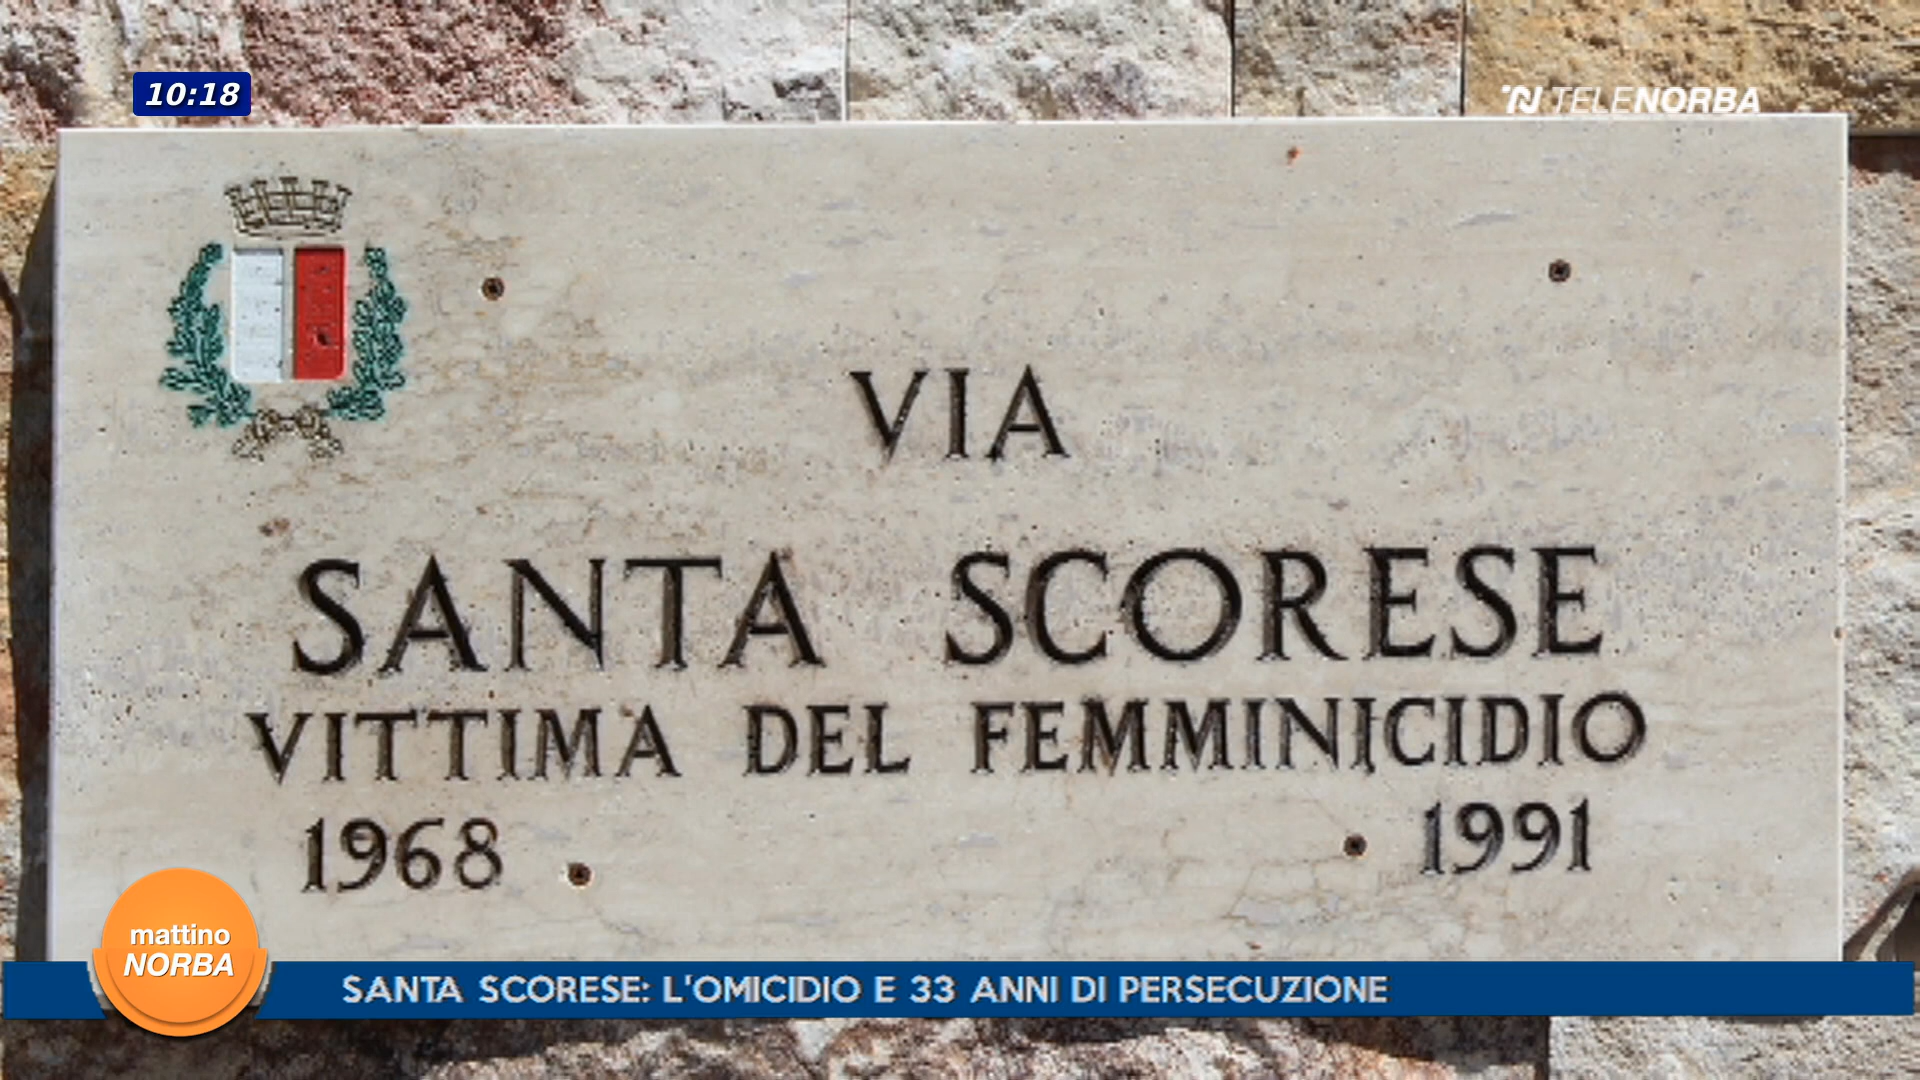 10:18
TELENORBA
VIA
SANTA SCORESE
VITTIMA DEL FEMMINICIDIO
1968 1991
mattino
NORBA
SANTA SCORESE: L'OMICIDIO E 33 ANNI DI PERSECUZIONE